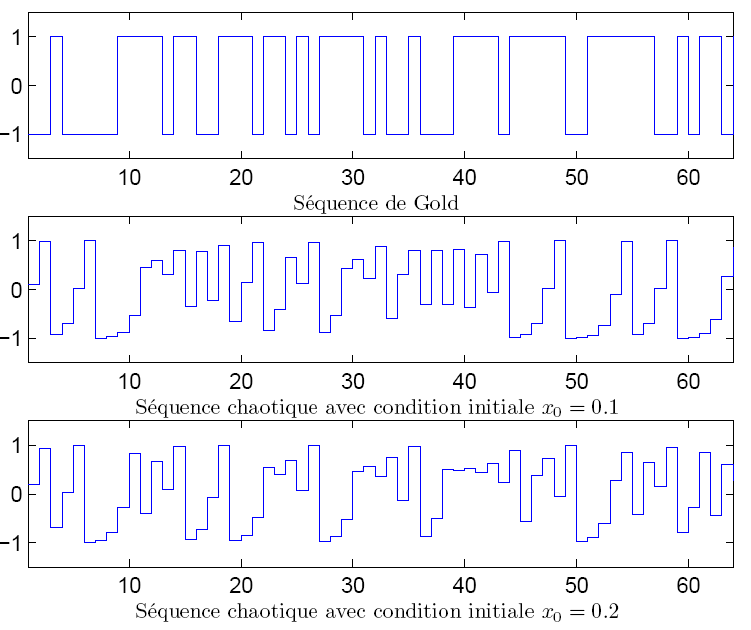 1
0
−1
10 20 30 40 50 60
Séquence de Gold
1
0
−1
10 20 30 40 50 60
Séquence chaotique avec condition initiale x₀ = 0.1
1
0
−1
10 20 30 40 50 60
Séquence chaotique avec condition initiale x₀ = 0.2